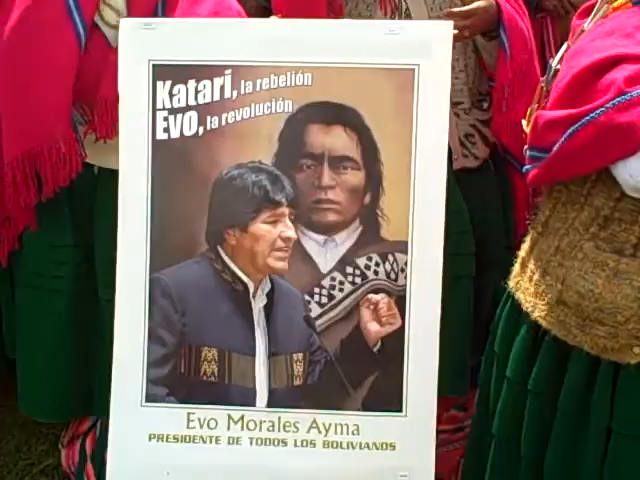 Katari, la rebelión
Evo, la revolución
Evo Morales Ayma
PRESIDENTE DE TODOS LOS BOLIVIANOS